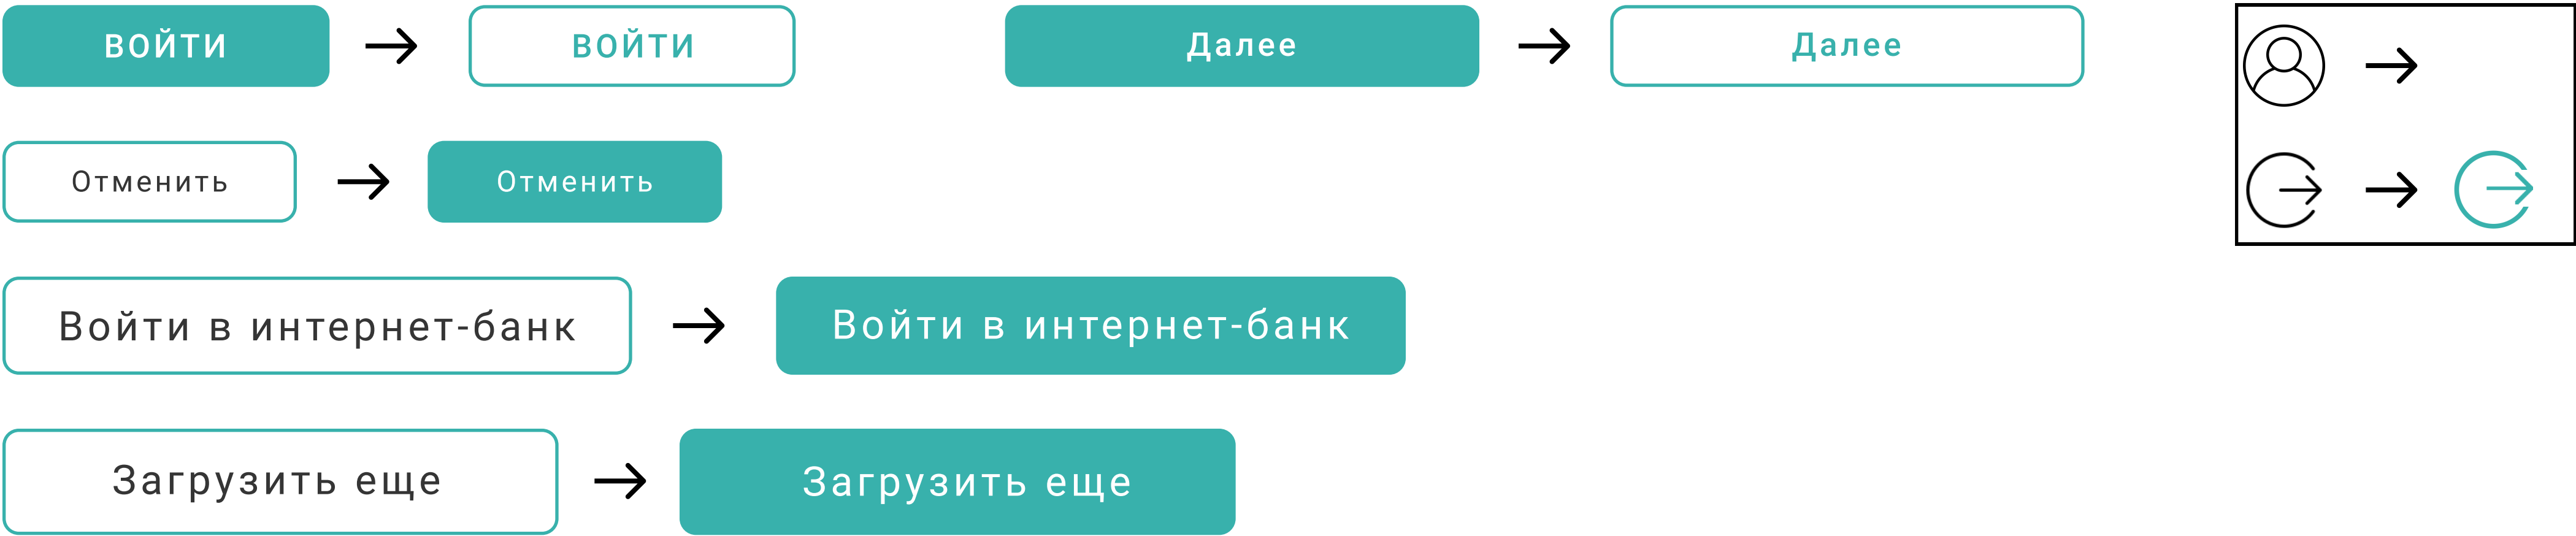 ВОЙТИ
ВОЙТИ
Далее
Далее
Отменить
Отменить
Войти в интернет-банк
Войти в интернет-банк
Загрузить еще
Загрузить еще